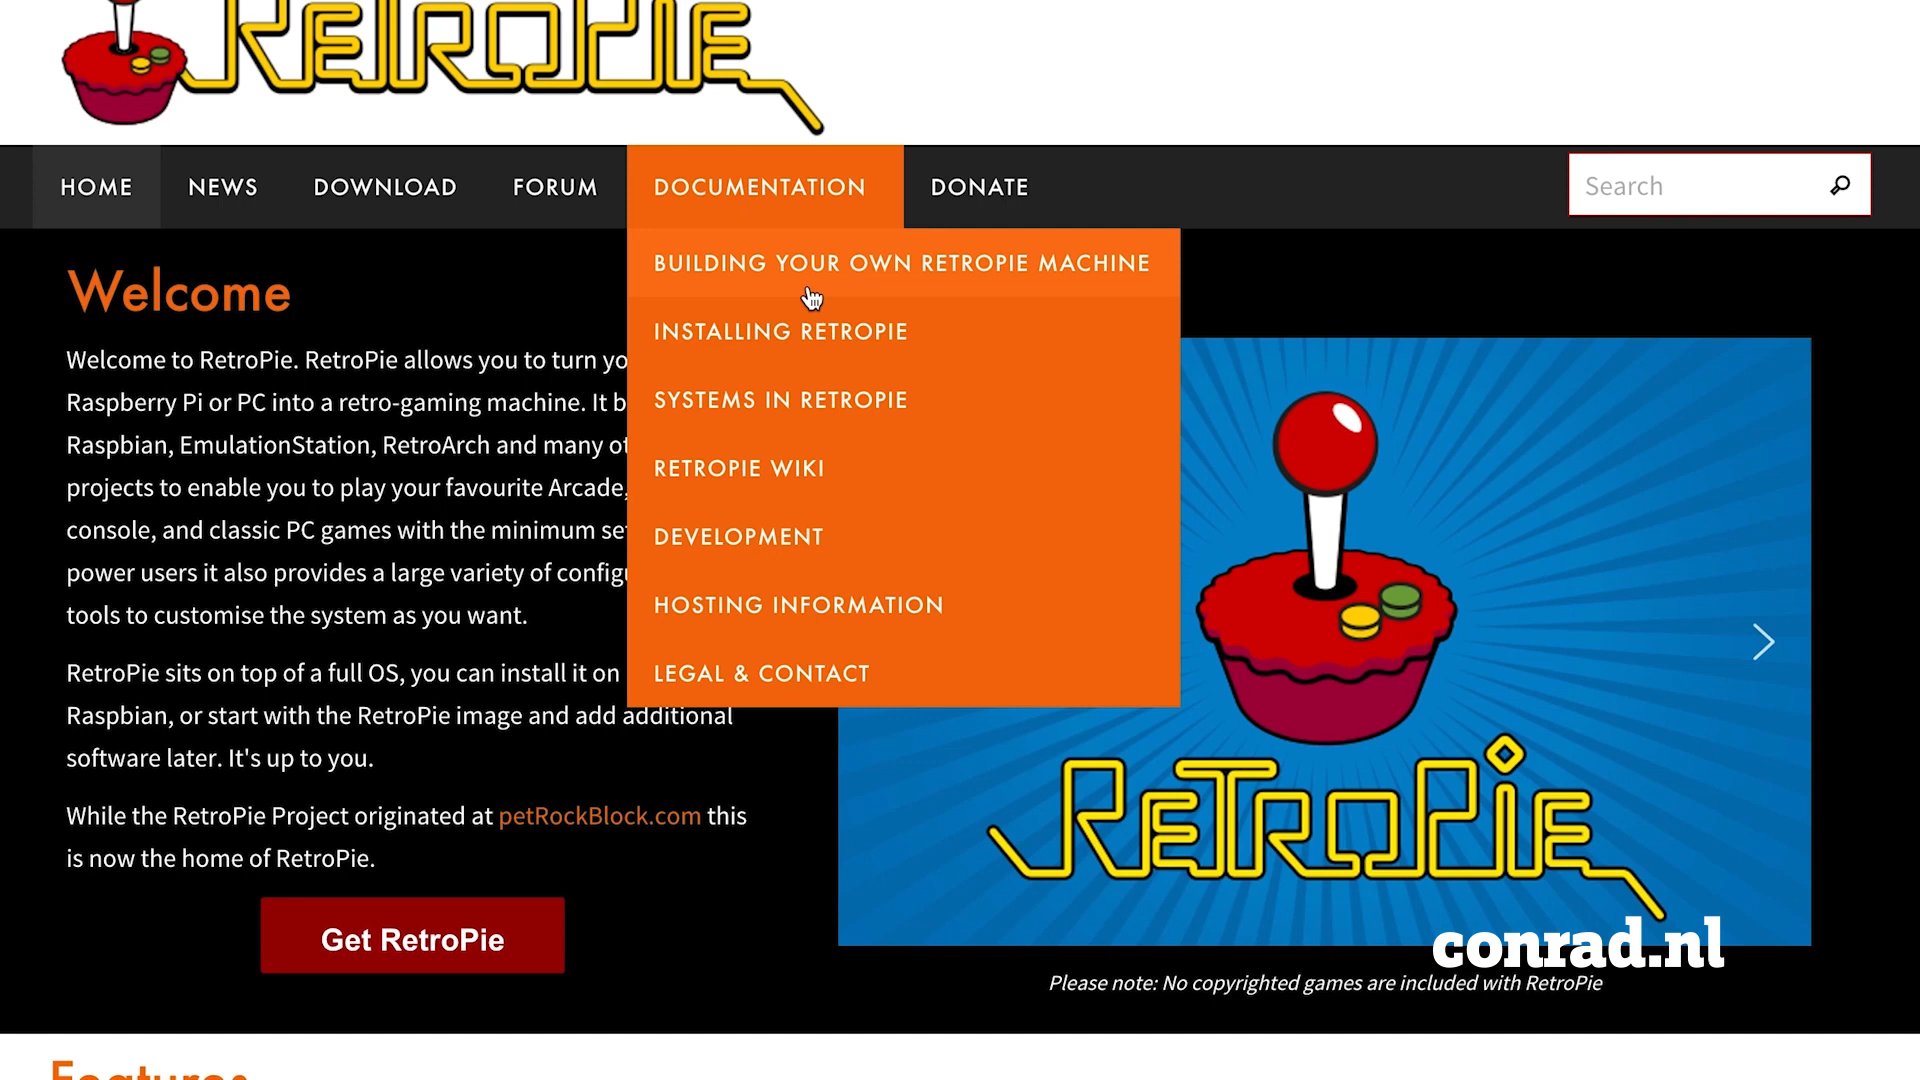 RETROPIE
HOME NEWS DOWNLOAD FORUM DOCUMENTATION DONATE Search
BUILDING YOUR OWN RETROPIE MACHINE
INSTALLING RETROPIE
SYSTEMS IN RETROPIE
RETROPIE WIKI
DEVELOPMENT
HOSTING INFORMATION
LEGAL & CONTACT
Welcome
Welcome to RetroPie. RetroPie allows you to turn
Raspberry Pi or PC into a retro-gaming machine. It
Raspbian, EmulationStation, RetroArch and many
projects to enable you to play your favourite Arcade,
console, and classic PC games with the minimum
power users it also provides a large variety of
tools to customise the system as you want.
RetroPie sits on top of a full OS, you can install it on
Raspbian, or start with the RetroPie image and add additional
software later. It's up to you.
While the RetroPie Project originated at petRockBlock.com this
is now the home of RetroPie.
Get RetroPie
RETROPIE
conrad.nl
Please note: No copyrighted games are included with RetroPie
Features